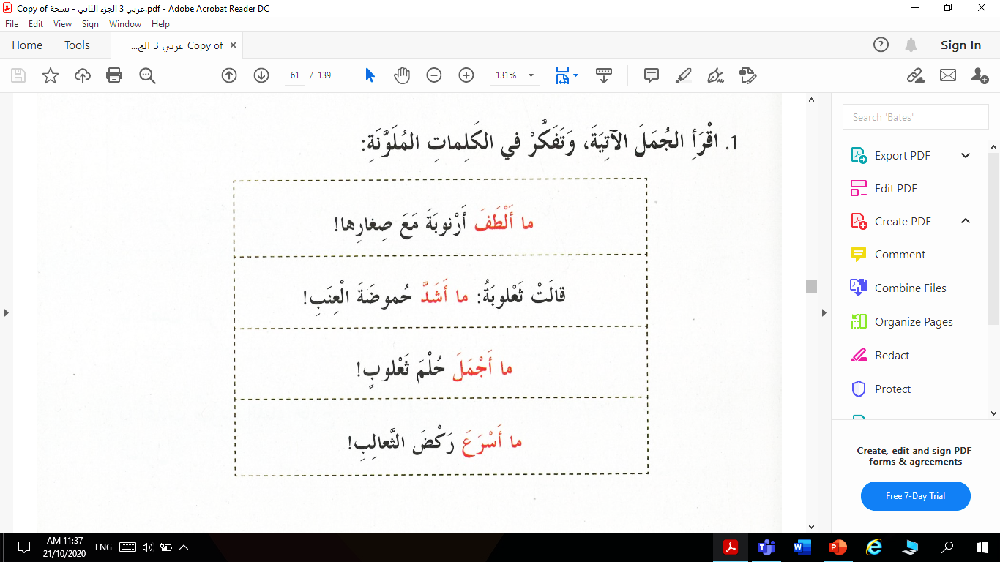 Copy of عربي 3 الجزء الثاني - نسخة.pdf - Adobe Acrobat Reader DC
File Edit View Sign Window Help
Home Tools Copy of عربي 3 الج...
Sign In
61 / 139
131%
1. اقْرَأِ الجُمَلَ الآتِيَةَ، وَتَفَكَّرْ في الكَلِماتِ المُلَوَّنَةِ:
ما أَلْطَفَ أَرْنوبَةَ مَعَ صِغارِها!
قالَتْ ثَعْلوبَةُ: ما أَشَدَّ حُموضَةَ الْعِنَبِ!
ما أَجْمَلَ حُلْمَ ثَعْلوبٍ!
ما أَسْرَعَ رَكْضَ الثَّعالِبِ!
Search 'Bates'
Export PDF
Edit PDF
Create PDF
Comment
Combine Files
Organize Pages
Redact
Protect
Create, edit and sign PDF
forms & agreements
Free 7-Day Trial
AM 11:37
21/10/2020
ENG